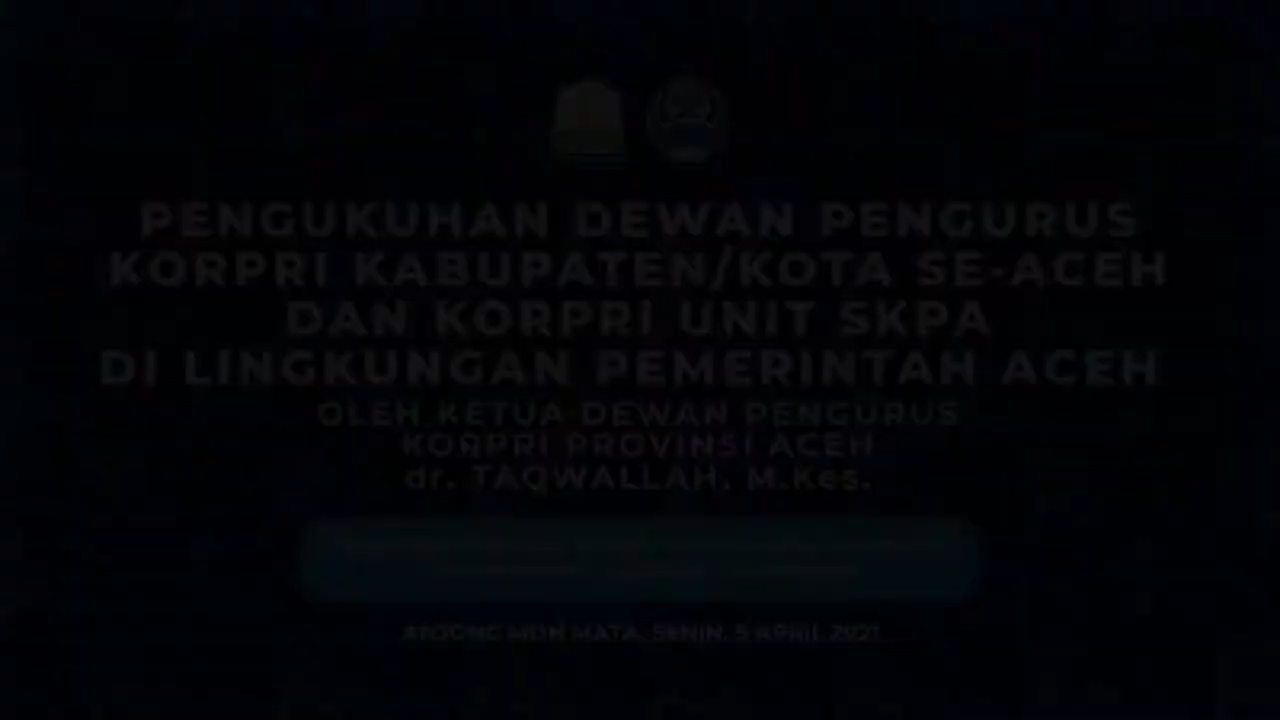 PENGUKUHAN DEWAN PENGURUS
KORPRI KABUPATEN/KOTA SE-ACEH
DAN KORPRI UNIT SKPA
DI LINGKUNGAN PEMERINTAH ACEH
OLEH KETUA DEWAN PENGURUS
KORPRI PROVINSI ACEH
dr. TAQWALLAH, M.Kes.
ANJONG MON MATA, SENIN, 5 APRIL 2021